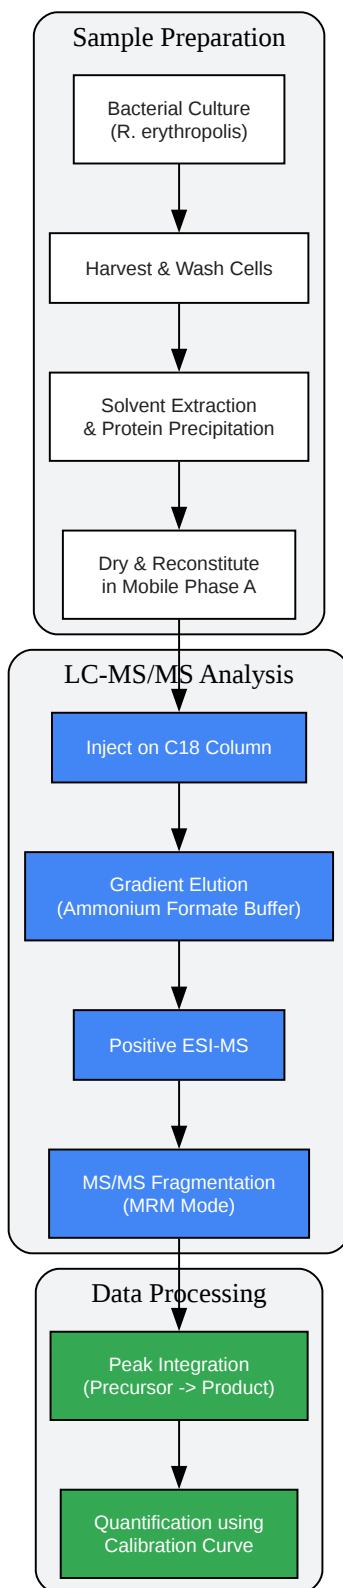 Sample Preparation
Bacterial Culture
(R. erythropolis)
Harvest & Wash Cells
Solvent Extraction
& Protein Precipitation
Dry & Reconstitute
in Mobile Phase A
LC-MS/MS Analysis
Inject on C18 Column
Gradient Elution
(Ammonium Formate Buffer)
Positive ESI-MS
MS/MS Fragmentation
(MRM Mode)
Data Processing
Peak Integration
(Precursor -> Product)
Quantification using
Calibration Curve